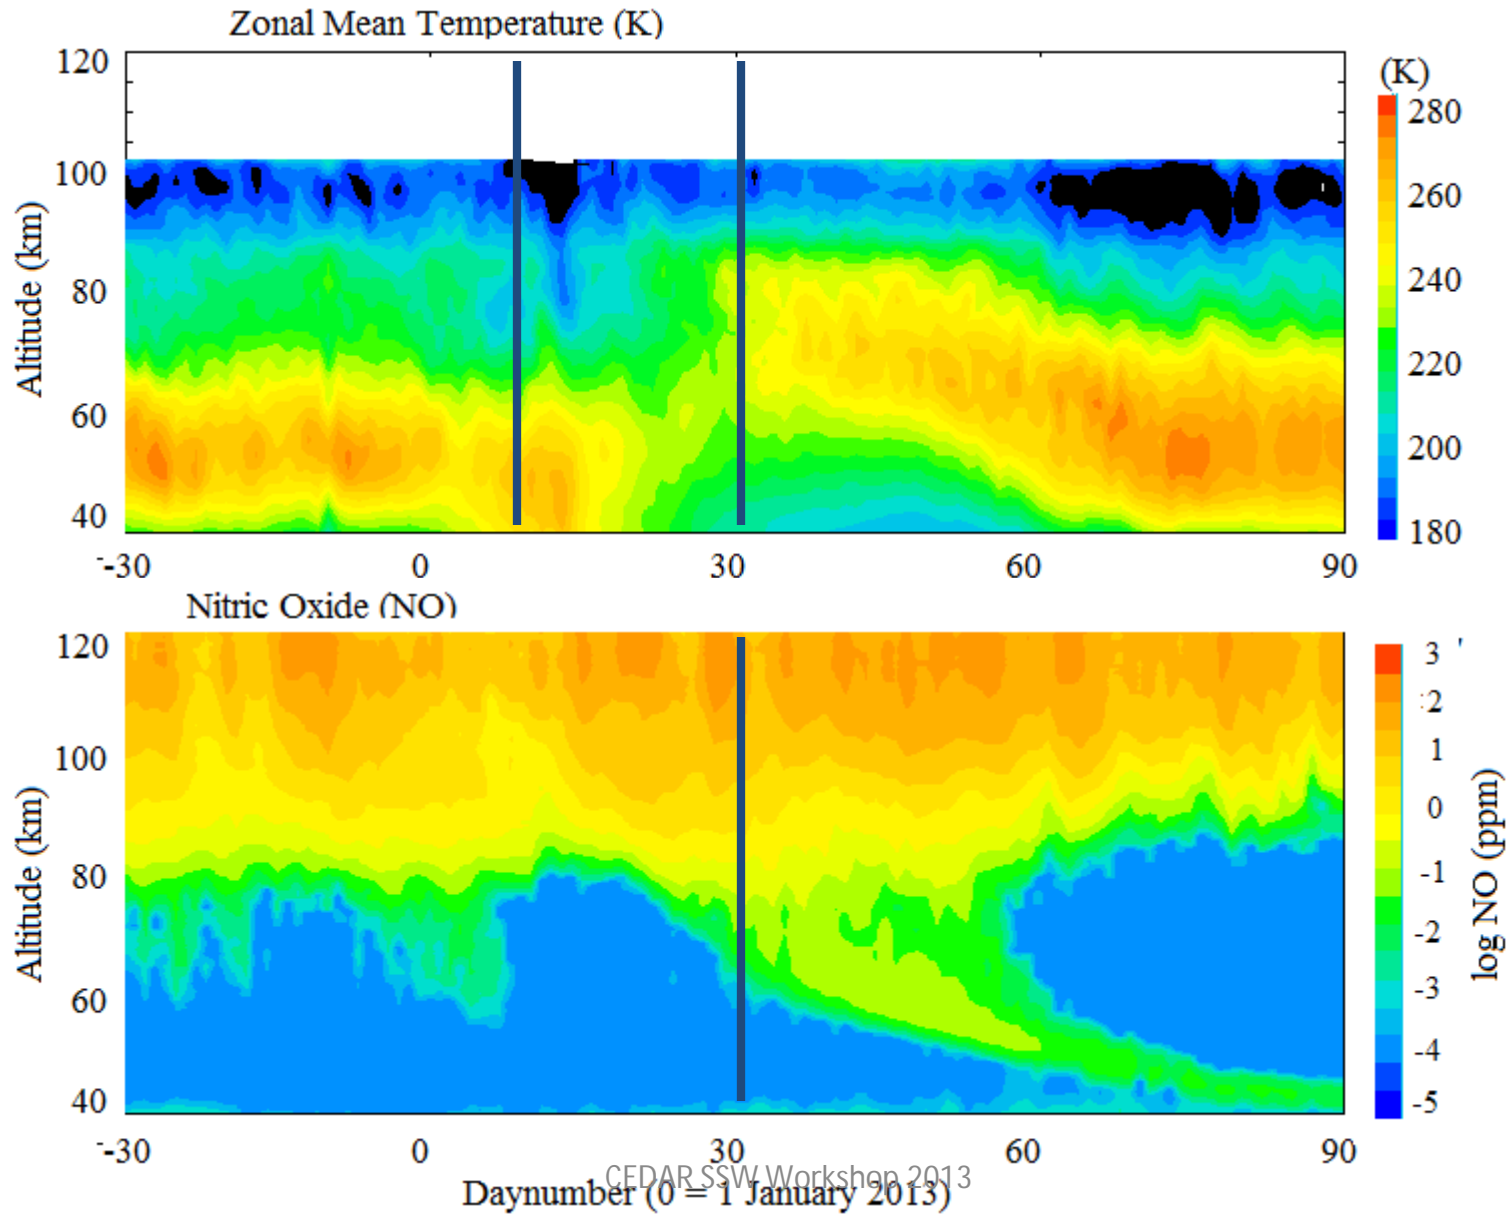 Zonal Mean Temperature (K)
120
100
80
60
40
Altitude (km)
-30 0 30 60 90
(K)
280
260
240
220
200
180
Nitric Oxide (NO)
120
100
80
60
40
Altitude (km)
-30 0 30 60 90
3
2
1
0
-1
-2
-3
-4
-5
log NO (ppm)
CEDAR SSW Workshop 2013
Daynumber (0 = 1 January 2013)